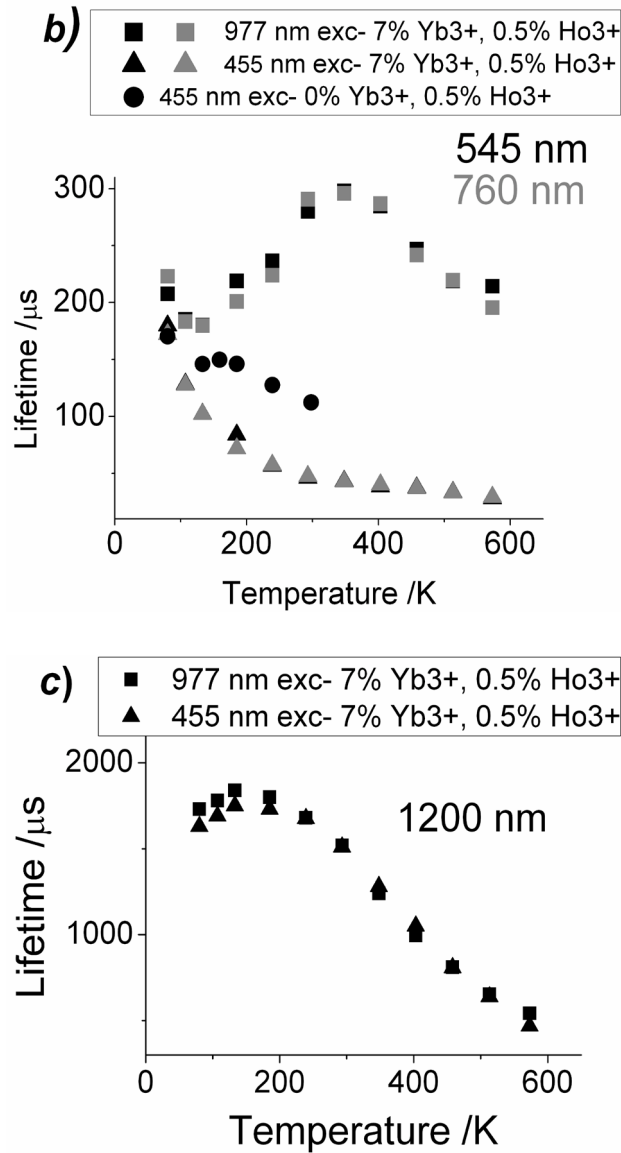 b)
977 nm exc- 7% Yb3+, 0.5% Ho3+
455 nm exc- 7% Yb3+, 0.5% Ho3+
455 nm exc- 0% Yb3+, 0.5% Ho3+
545 nm
760 nm
300
200
100
Lifetime /µs
0
200
400
600
Temperature /K
c)
977 nm exc- 7% Yb3+, 0.5% Ho3+
455 nm exc- 7% Yb3+, 0.5% Ho3+
2000
1000
1200 nm
Lifetime /µs
0
200
400
600
Temperature /K